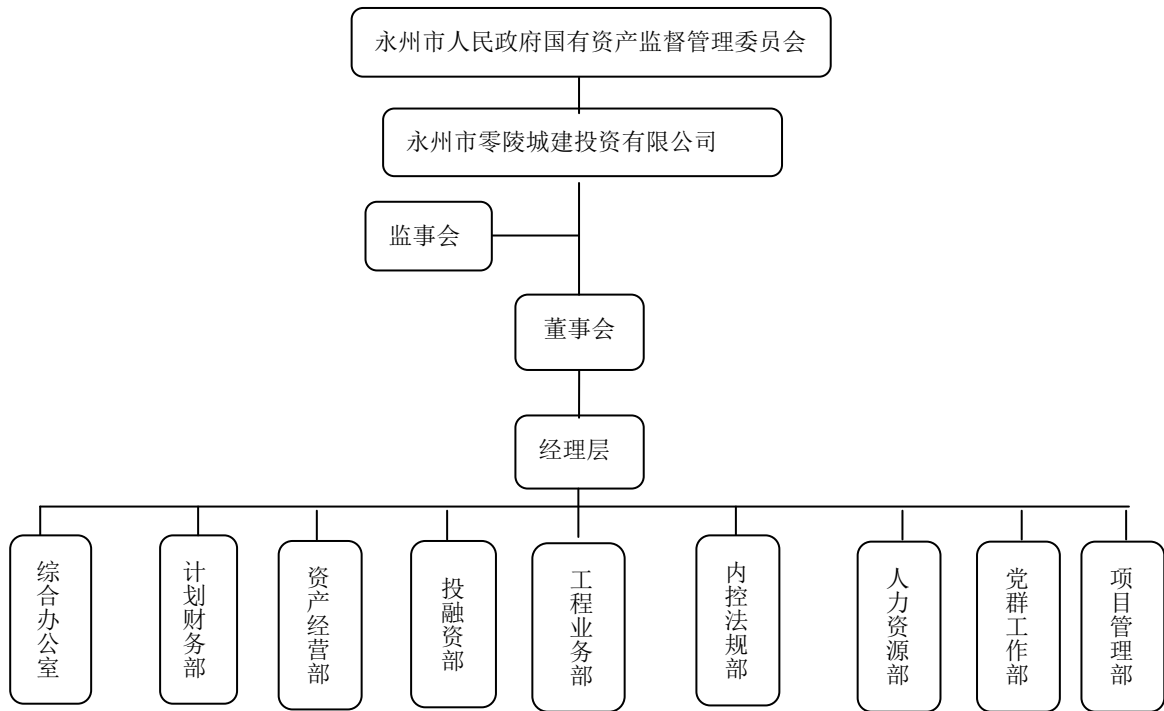 永州市人民政府国有资产监督管理委员会
永州市零陵城建投资有限公司
监事会
董事会
经理层
综合办公室
计划财务部
资产经营部
投融资部
工程业务部
内控法规部
人力资源部
党群工作部
项目管理部